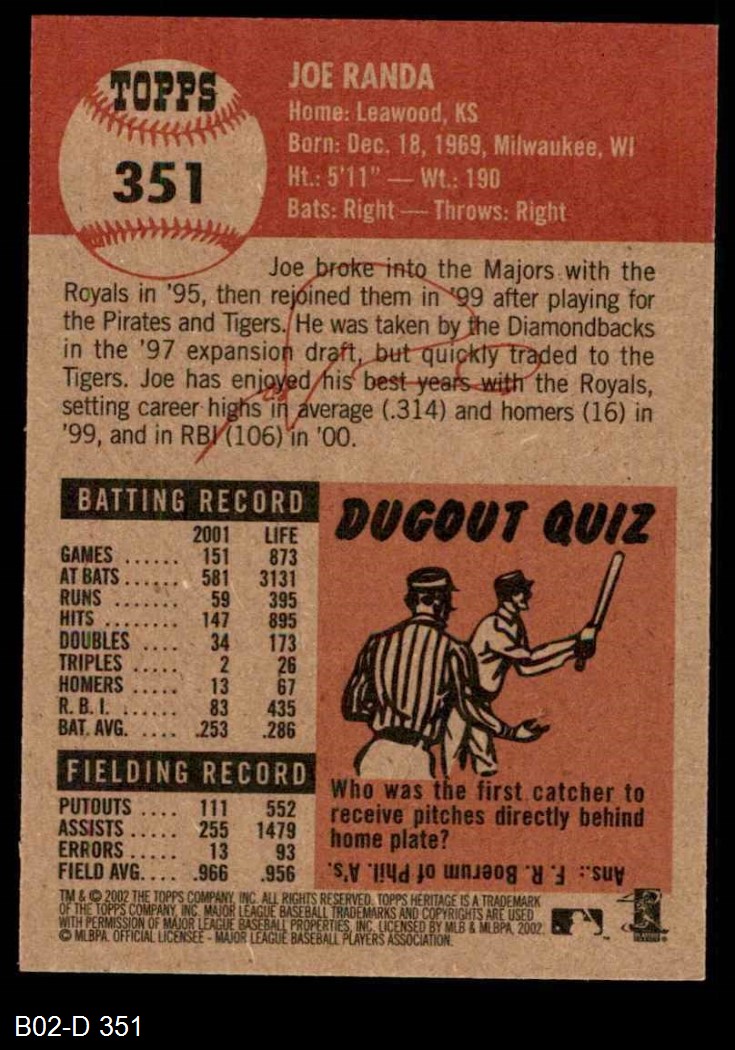 TOPPS
351
JOE RANDA
Home: Leawood, KS
Born: Dec. 18, 1969, Milwaukee, WI
Ht.: 5'11" — Wt.: 190
Bats: Right — Throws: Right
Joe broke into the Majors with the
Royals in '95, then rejoined them in '99 after playing for
the Pirates and Tigers. He was taken by the Diamondbacks
in the '97 expansion draft, but quickly traded to the
Tigers. Joe has enjoyed his best years with the Royals,
setting career highs in average (.314) and homers (16) in
'99, and in RBI (106) in '00.
BATTING RECORD
2001 LIFE
GAMES ...... 151 873
AT BATS ...... 581 3131
RUNS ....... 59 395
HITS ........ 147 895
DOUBLES .... 34 173
TRIPLES ..... 2 26
HOMERS ..... 13 67
R. B. I. ...... 83 435
BAT. AVG. .... .253 .286
FIELDING RECORD
PUTOUTS .... 111 552
ASSISTS ..... 255 1479
ERRORS ..... 13 93
FIELD AVG. ... .966 .956
DUGOUT QUIZ
Who was the first catcher to
receive pitches directly behind
home plate?
Ans.: F. R. Boerum of Phil. A's.
TM & © 2002 THE TOPPS COMPANY, INC. ALL RIGHTS RESERVED. TOPPS HERITAGE IS A TRADEMARK
OF THE TOPPS COMPANY, INC. MAJOR LEAGUE BASEBALL TRADEMARKS AND COPYRIGHTS ARE USED
WITH PERMISSION OF MAJOR LEAGUE BASEBALL PROPERTIES, INC. LICENSED BY MLB & MLBPA, 2002.
© MLBPA. OFFICIAL LICENSEE - MAJOR LEAGUE BASEBALL PLAYERS ASSOCIATION.
B02-D 351